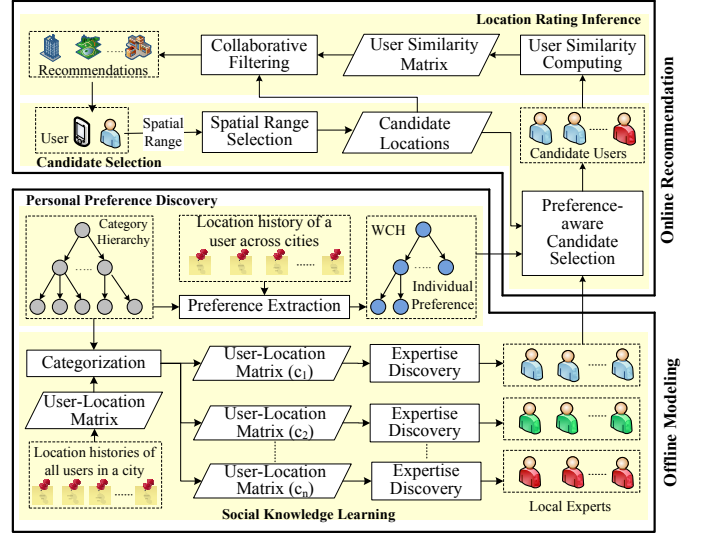 Location Rating Inference
Recommendations
Collaborative
Filtering
User Similarity
Matrix
User Similarity
Computing
User
Spatial
Range
Spatial Range
Selection
Candidate
Locations
Candidate Users
Candidate Selection
Preference-
aware
Candidate
Selection
Online Recommendation
Personal Preference Discovery
Category
Hierarchy
Location history of a
user across cities
WCH
Individual
Preference
Preference Extraction
Categorization
User-Location
Matrix (c1)
Expertise
Discovery
User-Location
Matrix
User-Location
Matrix (c2)
Expertise
Discovery
Location histories of
all users in a city
User-Location
Matrix (cn)
Expertise
Discovery
Local Experts
Social Knowledge Learning
Offline Modeling